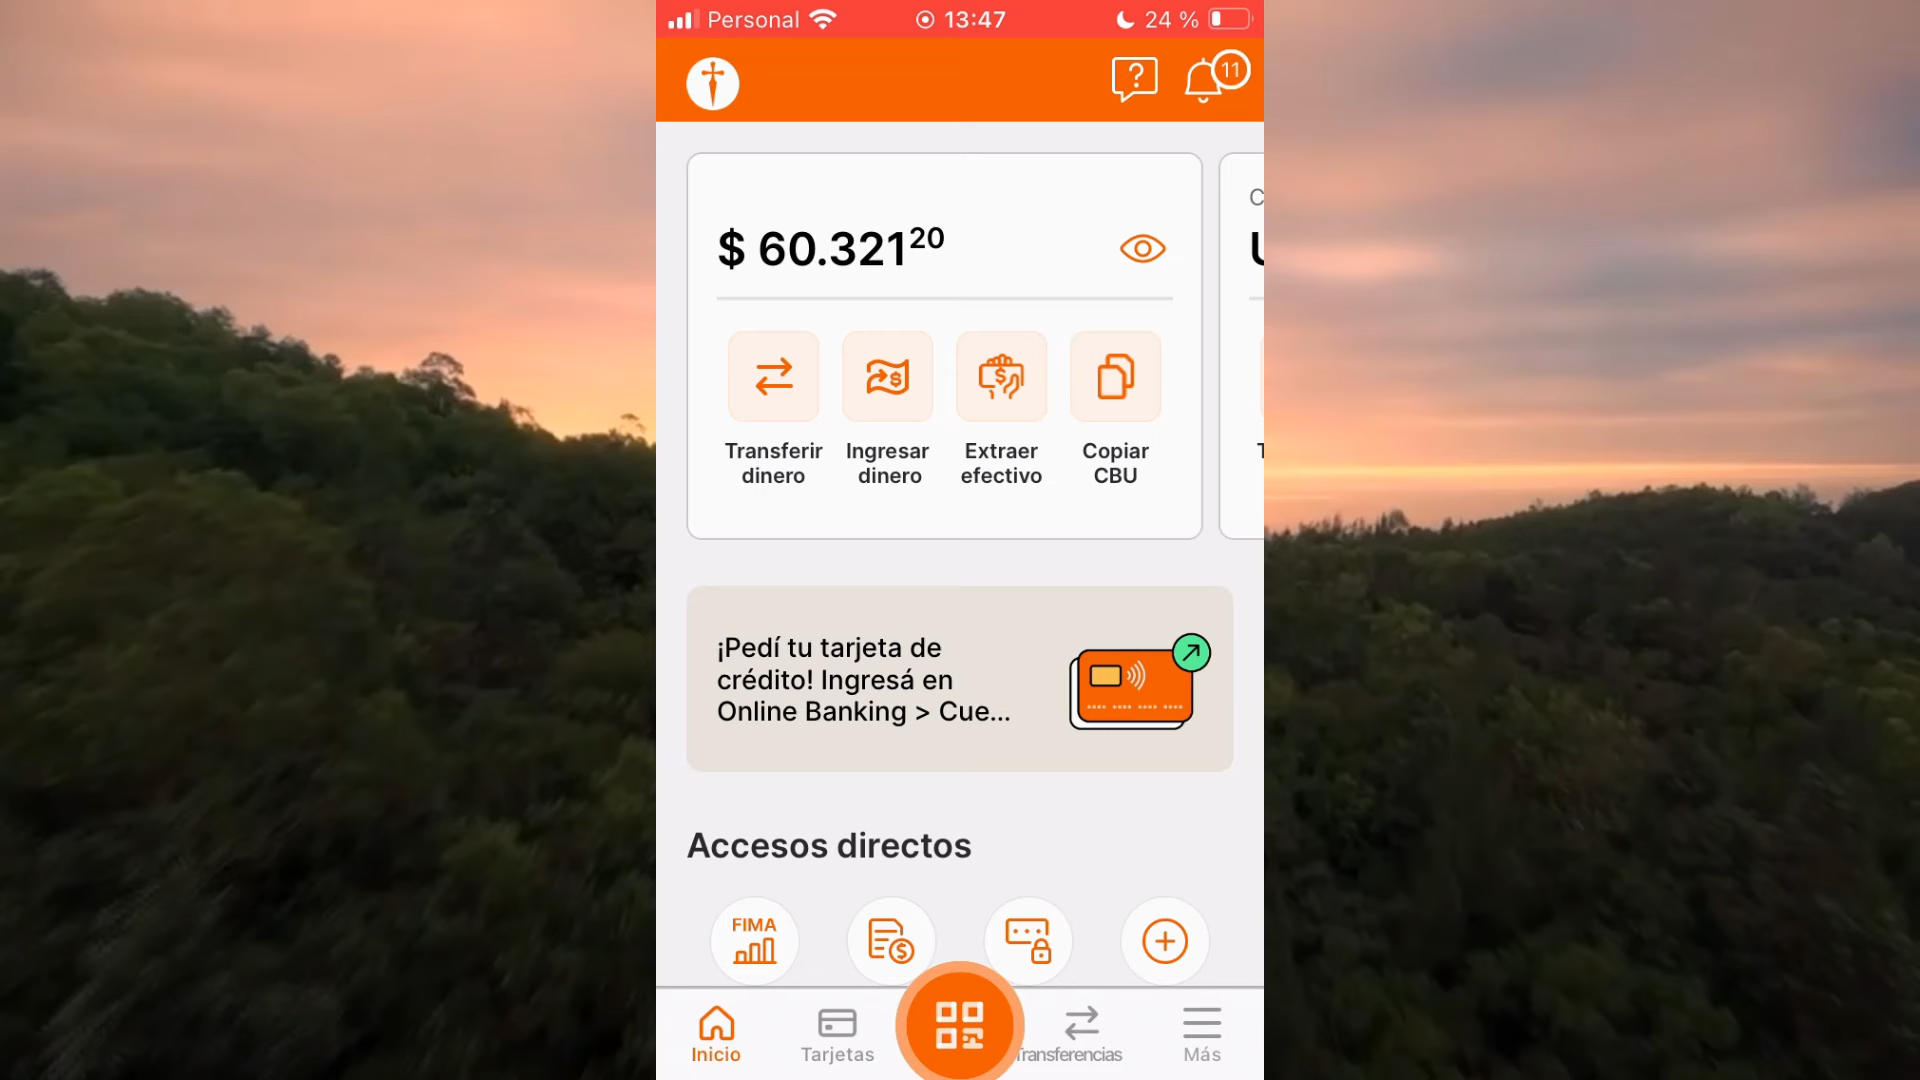 Personal 13:47 24 %
11
$ 60.32120
C
U
Transferir dinero
Ingresar dinero
Extraer efectivo
Copiar CBU
T
¡Pedí tu tarjeta de
crédito! Ingresá en
Online Banking > Cue...
Accesos directos
FIMA
Inicio
Tarjetas
Transferencias
Más